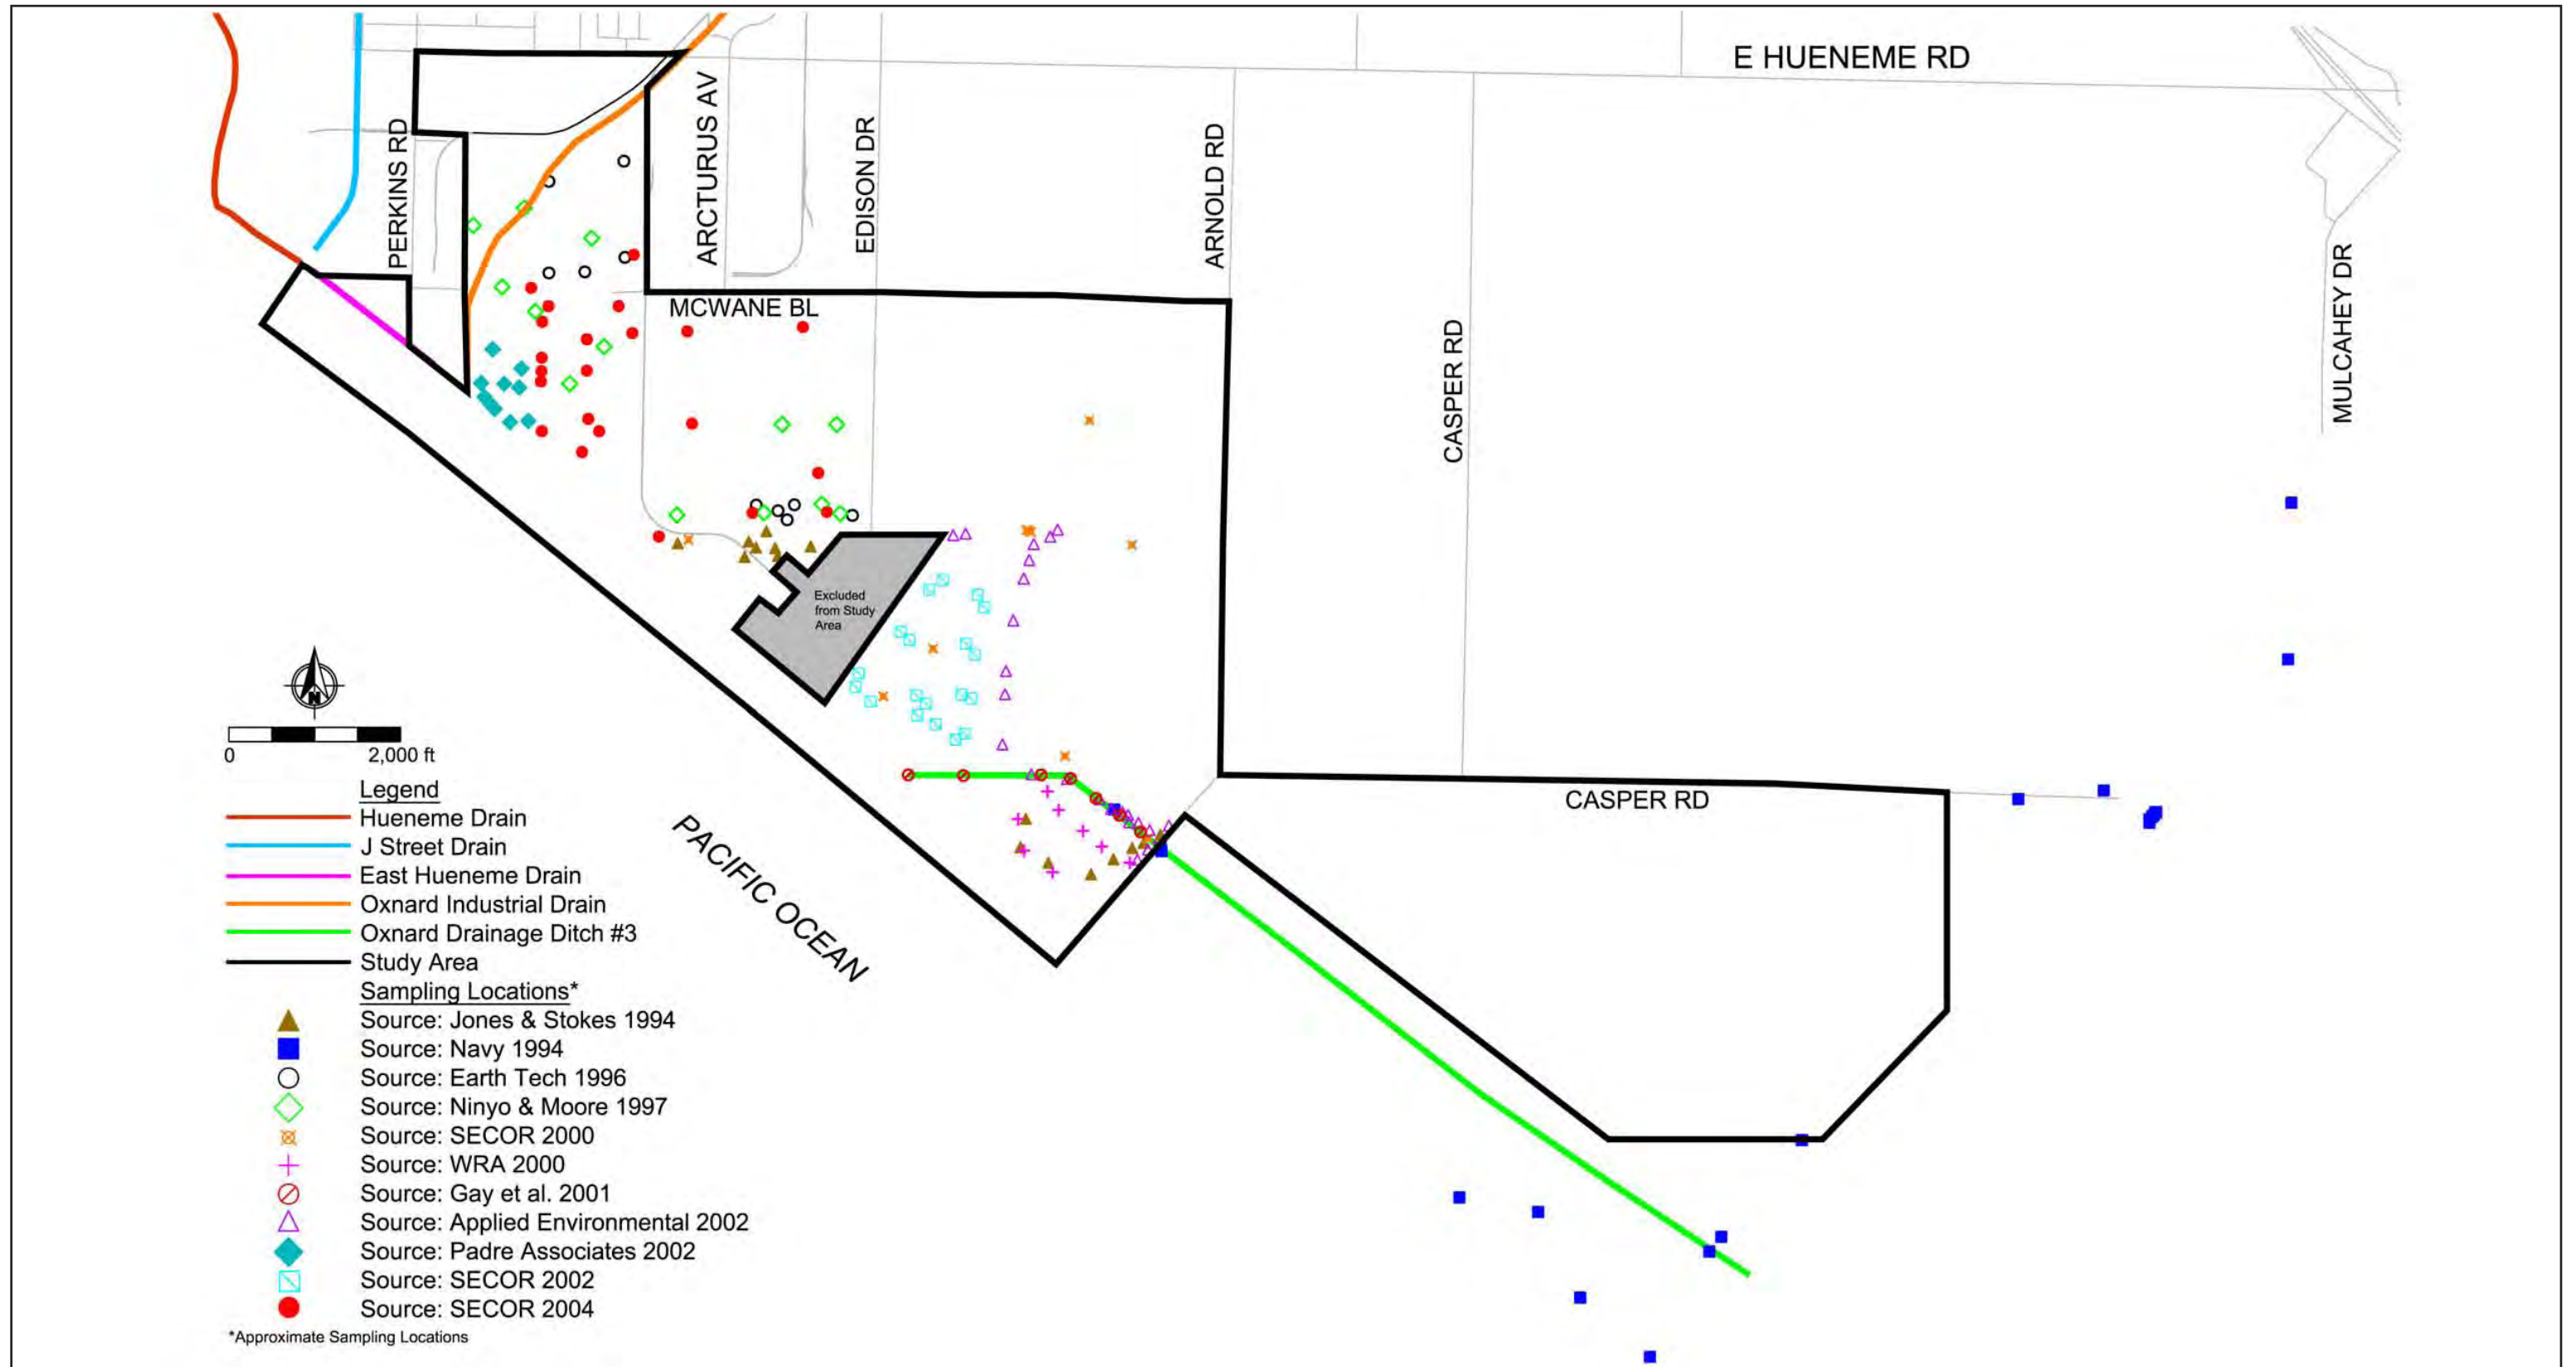 E HUENEME RD
PERKINS RD
ARCTURUS AV
EDISON DR
ARNOLD RD
CASPER RD
MULCAHEY DR
MCWANE BL
Excluded
from Study
Area
CASPER RD
PACIFIC OCEAN
N
0 2,000 ft
Legend
Hueneme Drain
J Street Drain
East Hueneme Drain
Oxnard Industrial Drain
Oxnard Drainage Ditch #3
Study Area
Sampling Locations*
Source: Jones & Stokes 1994
Source: Navy 1994
Source: Earth Tech 1996
Source: Ninyo & Moore 1997
Source: SECOR 2000
Source: WRA 2000
Source: Gay et al. 2001
Source: Applied Environmental 2002
Source: Padre Associates 2002
Source: SECOR 2002
Source: SECOR 2004
*Approximate Sampling Locations